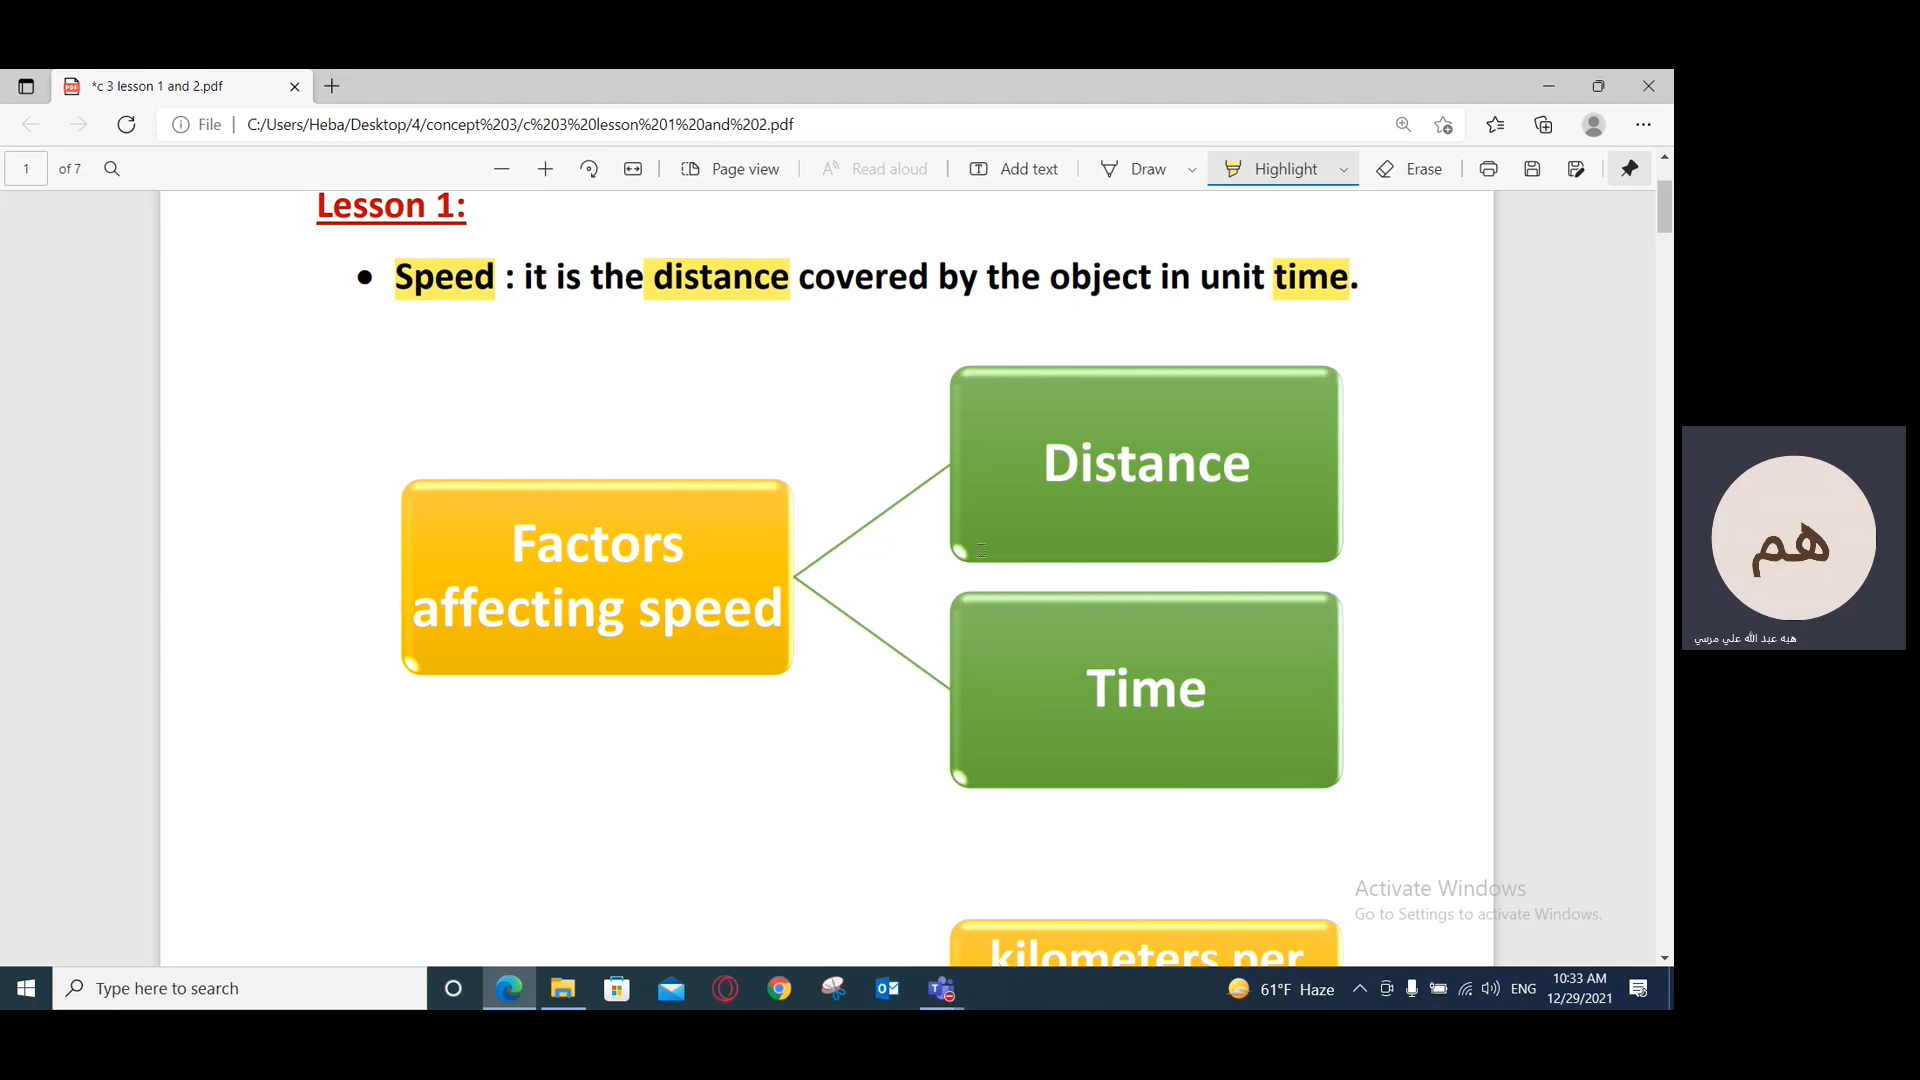 *c 3 lesson 1 and 2.pdf
File C:/Users/Heba/Desktop/4/concept%203/c%203%20lesson%201%20and%202.pdf
1 of 7 Page view Read aloud Add text Draw Highlight Erase
Lesson 1:
• Speed : it is the distance covered by the object in unit time.
Distance
Factors
affecting speed
Time
هم
هبه عبد الله علي مرسي
Activate Windows
Go to Settings to activate Windows.
kilometers per
Type here to search
61°F Haze
ENG
10:33 AM
12/29/2021